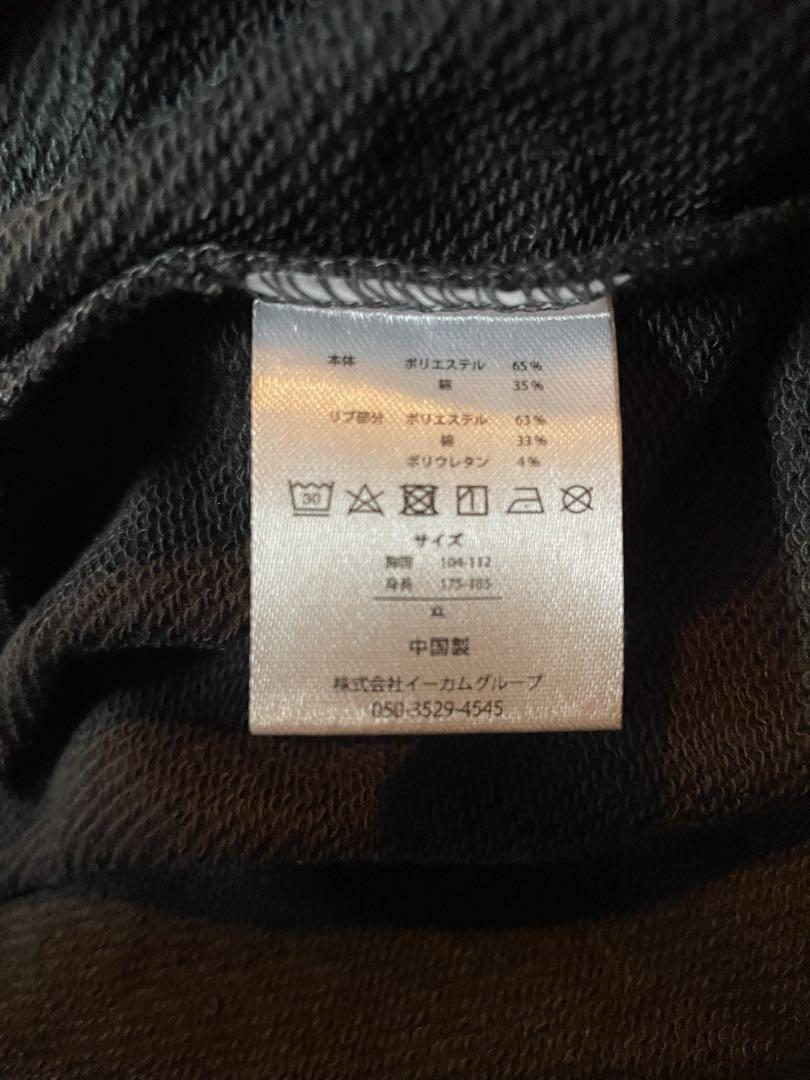 本体 ポリエステル 65%
綿 35%
リブ部分 ポリエステル 63%
綿 33%
ポリウレタン 4%
30
サイズ
胸囲 104-112
身長 175-185
XL
中国製
株式会社イーカムグループ
050-3529-4545